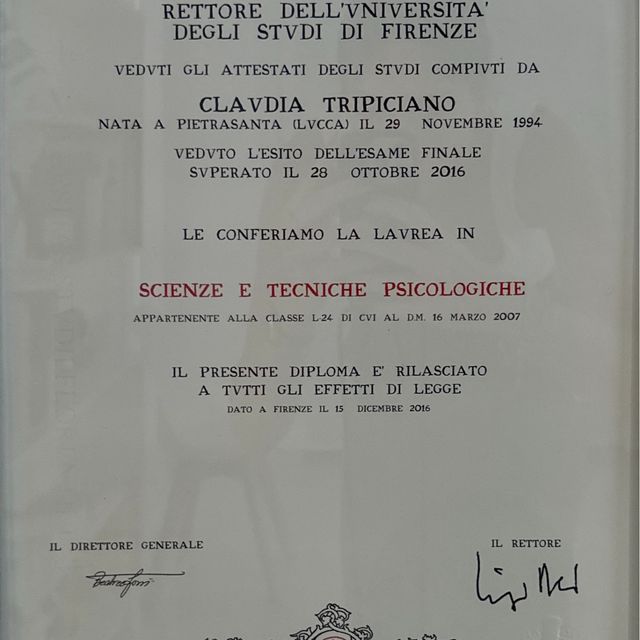 RETTORE DELL'VNIVERSITA'
DEGLI STVDI DI FIRENZE
VEDVTI GLI ATTESTATI DEGLI STVDI COMPIVTI DA
CLAVDIA TRIPICIANO
NATA A PIETRASANTA (LVCCA) IL 29 NOVEMBRE 1994
VEDVTO L'ESITO DELL'ESAME FINALE
SVPERATO IL 28 OTTOBRE 2016
LE CONFERIAMO LA LAVREA IN
SCIENZE E TECNICHE PSICOLOGICHE
APPARTENENTE ALLA CLASSE L-24 DI CVI AL D.M. 16 MARZO 2007
IL PRESENTE DIPLOMA E' RILASCIATO
A TVTTI GLI EFFETTI DI LEGGE
DATO A FIRENZE IL 15 DICEMBRE 2016
IL DIRETTORE GENERALE
IL RETTORE